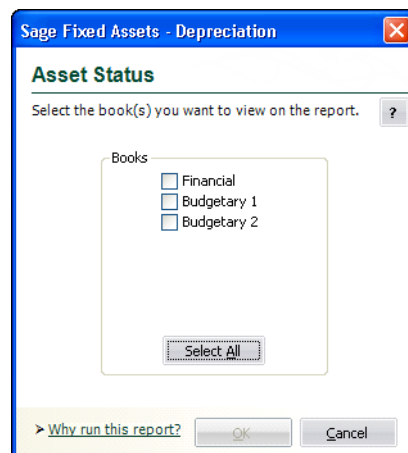 Sage Fixed Assets - Depreciation
Asset Status
Select the book(s) you want to view on the report.
?
Books
Financial
Budgetary 1
Budgetary 2
Select All
Why run this report?
OK
Cancel